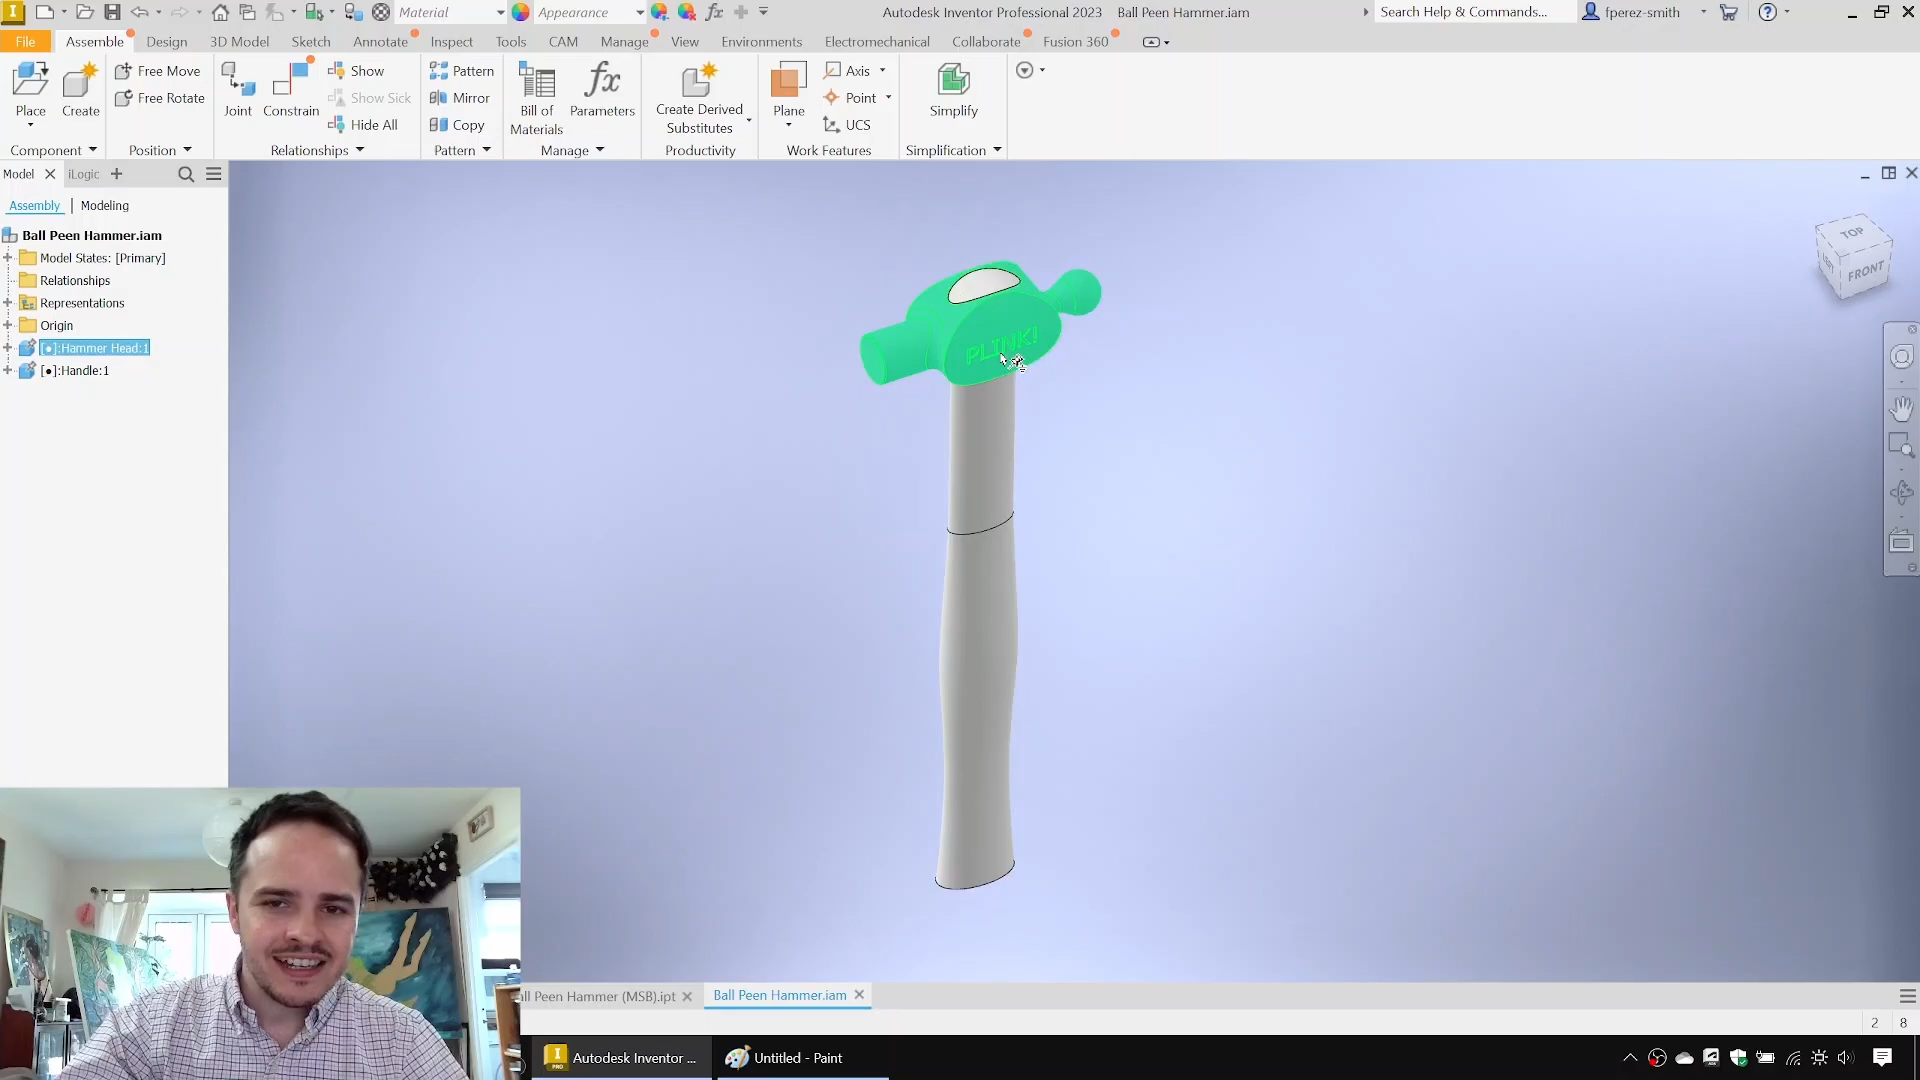 Material
Appearance
Autodesk Inventor Professional 2023 Ball Peen Hammer.iam
Search Help & Commands...
fperez-smith
File Assemble Design 3D Model Sketch Annotate Inspect Tools CAM Manage View Environments Electromechanical Collaborate Fusion 360
Place
Create
Free Move
Free Rotate
Joint
Constrain
Show
Show Sick
Hide All
Pattern
Mirror
Copy
Bill of
Materials
Parameters
Create Derived
Substitutes
Plane
Axis
Point
UCS
Simplify
Component Position Relationships Pattern Manage Productivity Work Features Simplification
Model iLogic
Assembly | Modeling
Ball Peen Hammer.iam
Model States: [Primary]
Relationships
Representations
Origin
[●]:Hammer Head:1
[●]:Handle:1
PLINK!
TOP
LEFT
FRONT
all Peen Hammer (MSB).ipt
Ball Peen Hammer.iam
2 8
Autodesk Inventor ...
Untitled - Paint